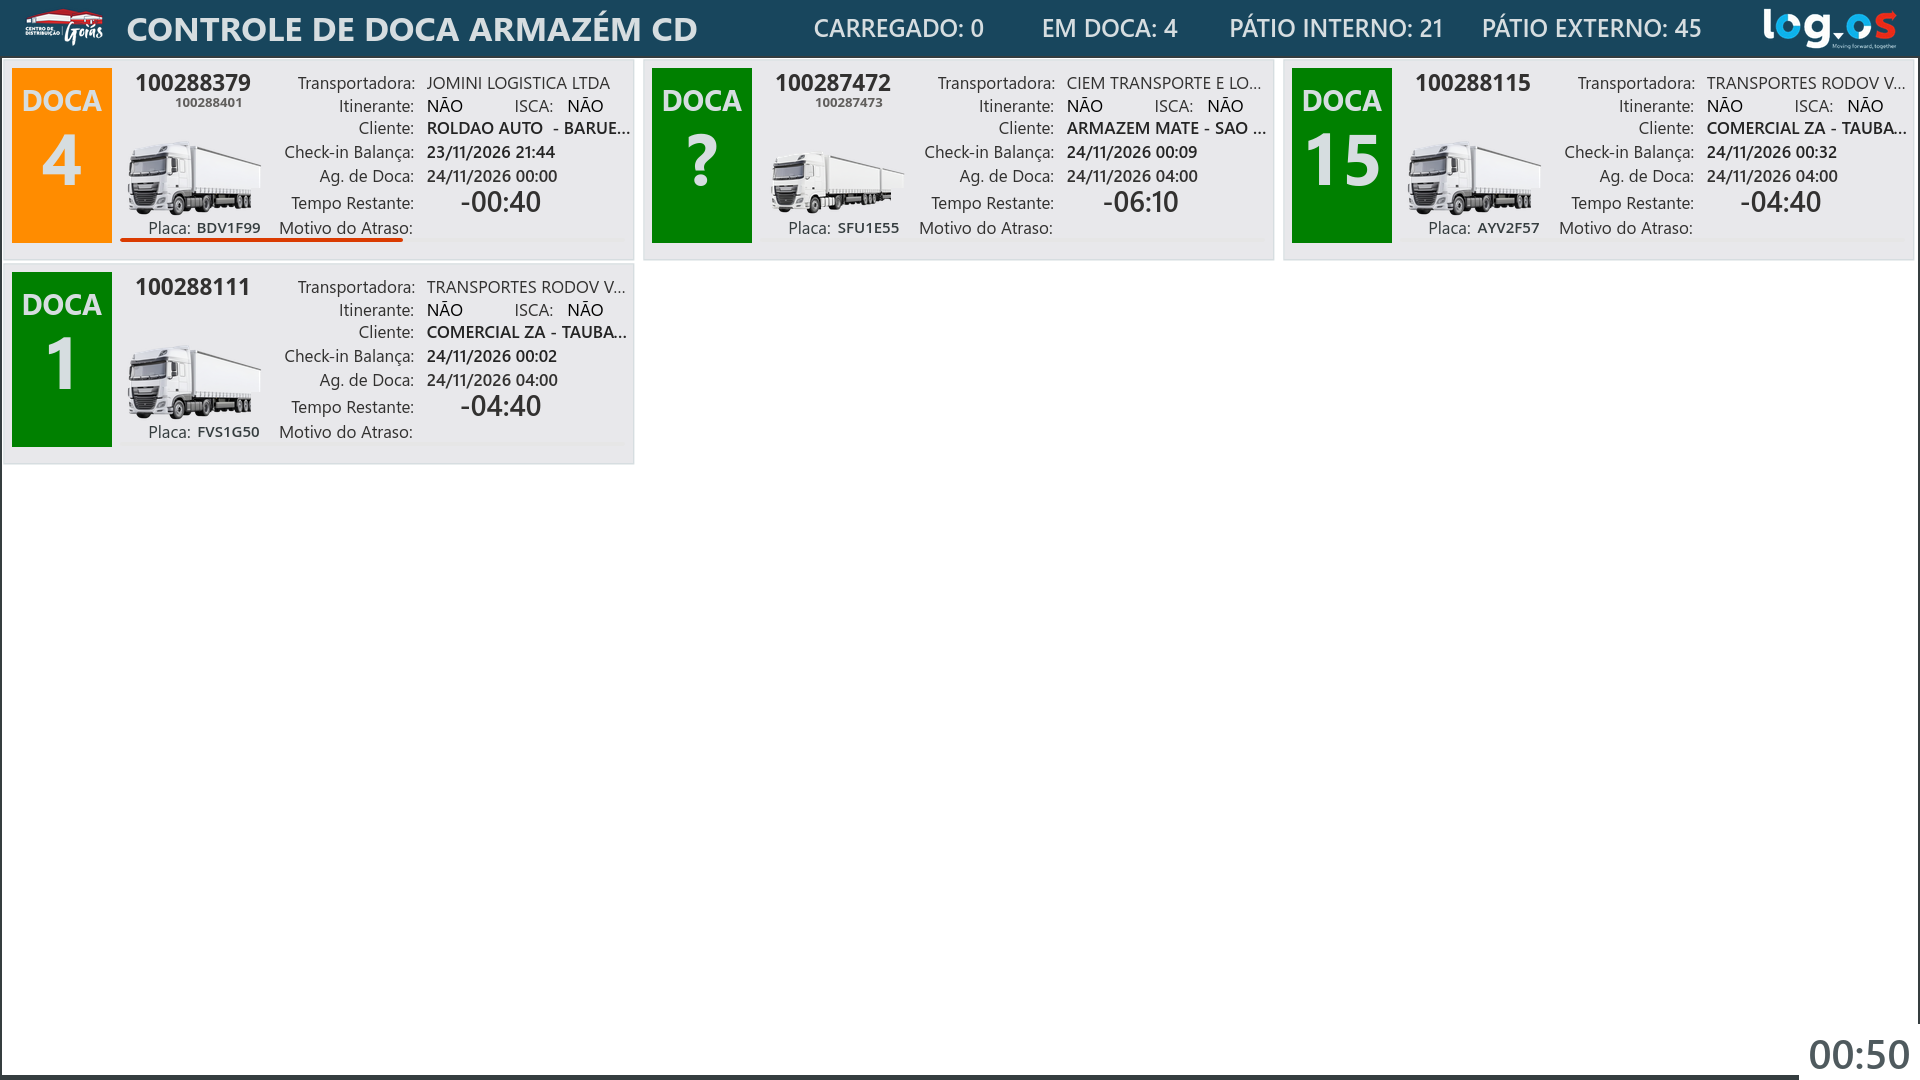 CENTRO DE DISTRIBUIÇÃO Goiás
CONTROLE DE DOCA ARMAZÉM CD
CARREGADO: 0
EM DOCA: 4
PÁTIO INTERNO: 21
PÁTIO EXTERNO: 45
log.os
Moving forward, together
DOCA
4
100288379
100288401
Placa: BDV1F99
Transportadora: JOMINI LOGISTICA LTDA
Itinerante: NÃO ISCA: NÃO
Cliente: ROLDAO AUTO - BARUE...
Check-in Balança: 23/11/2026 21:44
Ag. de Doca: 24/11/2026 00:00
Tempo Restante: -00:40
Motivo do Atraso:
DOCA
?
100287472
100287473
Placa: SFU1E55
Transportadora: CIEM TRANSPORTE E LO...
Itinerante: NÃO ISCA: NÃO
Cliente: ARMAZEM MATE - SAO ...
Check-in Balança: 24/11/2026 00:09
Ag. de Doca: 24/11/2026 04:00
Tempo Restante: -06:10
Motivo do Atraso:
DOCA
15
100288115
Placa: AYV2F57
Transportadora: TRANSPORTES RODOV V...
Itinerante: NÃO ISCA: NÃO
Cliente: COMERCIAL ZA - TAUBA...
Check-in Balança: 24/11/2026 00:32
Ag. de Doca: 24/11/2026 04:00
Tempo Restante: -04:40
Motivo do Atraso:
DOCA
1
100288111
Placa: FVS1G50
Transportadora: TRANSPORTES RODOV V...
Itinerante: NÃO ISCA: NÃO
Cliente: COMERCIAL ZA - TAUBA...
Check-in Balança: 24/11/2026 00:02
Ag. de Doca: 24/11/2026 04:00
Tempo Restante: -04:40
Motivo do Atraso:
00:50